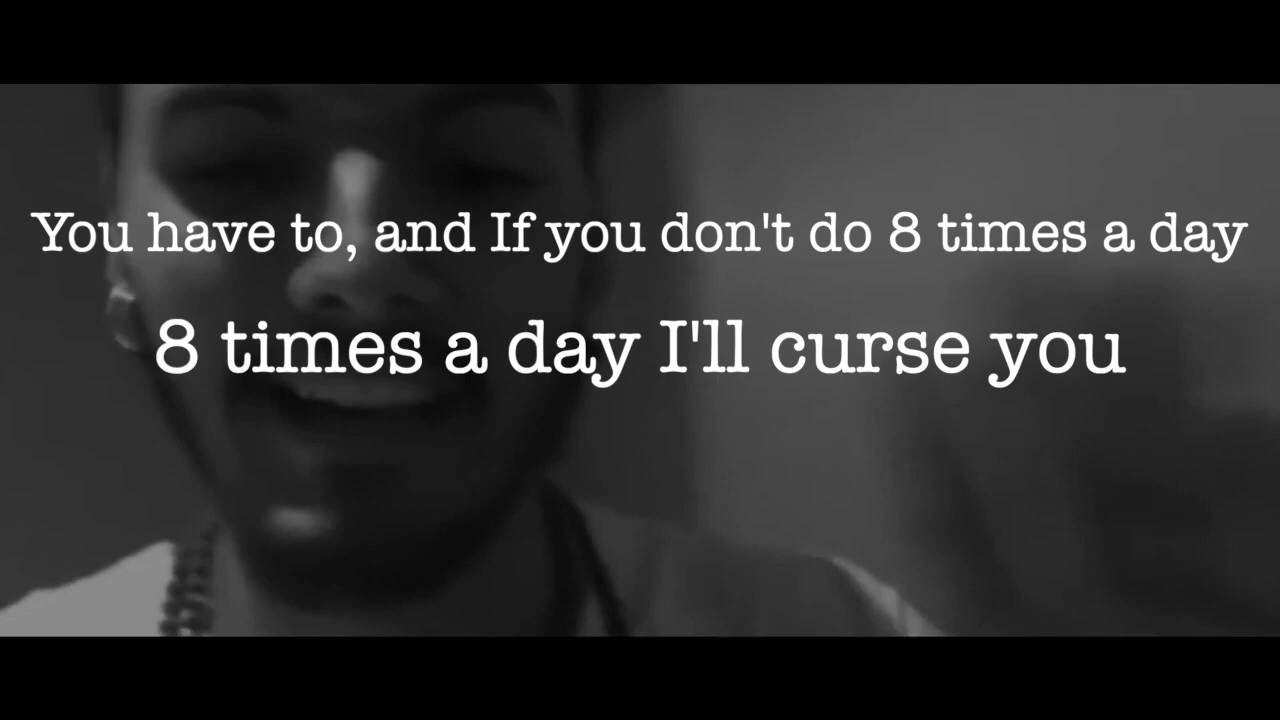 You have to, and If you don't do 8 times a day
8 times a day I'll curse you